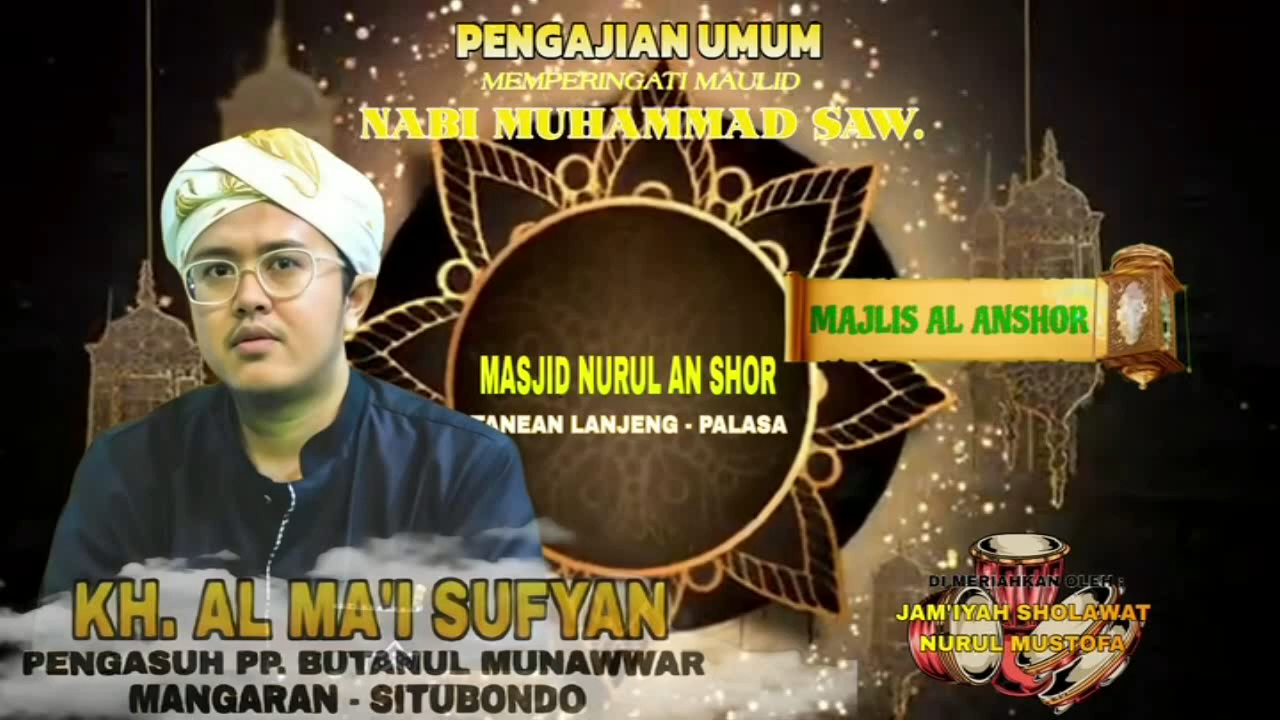 PENGAJIAN UMUM
MEMPERINGATI MAULID
NABI MUHAMMAD SAW.
MAJLIS AL ANSHOR
MASJID NURUL AN SHOR
TANEAN LANJENG - PALASA
KH. AL MA'I SUFYAN
PENGASUH PP. BUTANUL MUNAWWAR
MANGARAN - SITUBONDO
DI MERIAHKAN OLEH :
JAM'IYAH SHOLAWAT
NURUL MUSTOFA